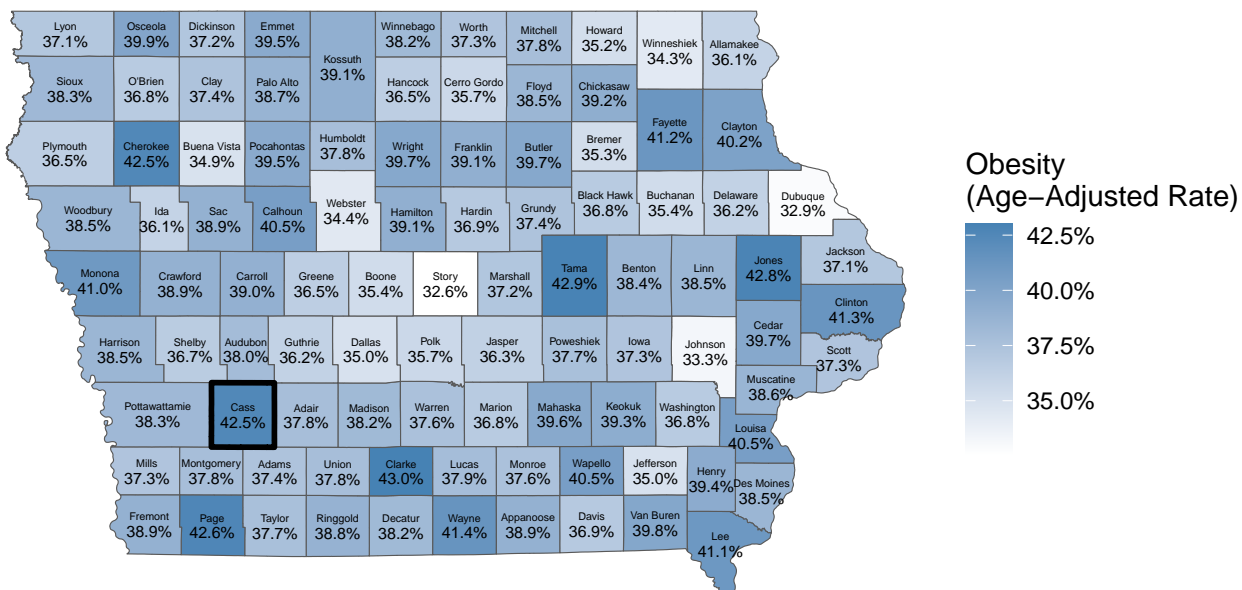 Lyon
37.1%
Osceola
39.9%
Dickinson
37.2%
Emmet
39.5%
Kossuth
39.1%
Winnebago
38.2%
Worth
37.3%
Mitchell
37.8%
Howard
35.2%
Winneshiek
34.3%
Allamakee
36.1%
Sioux
38.3%
O'Brien
36.8%
Clay
37.4%
Palo Alto
38.7%
Hancock
36.5%
Cerro Gordo
35.7%
Floyd
38.5%
Chickasaw
39.2%
Fayette
41.2%
Clayton
40.2%
Plymouth
36.5%
Cherokee
42.5%
Buena Vista
34.9%
Pocahontas
39.5%
Humboldt
37.8%
Wright
39.7%
Franklin
39.1%
Butler
39.7%
Bremer
35.3%
Woodbury
38.5%
Ida
36.1%
Sac
38.9%
Calhoun
40.5%
Webster
34.4%
Hamilton
39.1%
Hardin
36.9%
Grundy
37.4%
Black Hawk
36.8%
Buchanan
35.4%
Delaware
36.2%
Dubuque
32.9%
Monona
41.0%
Crawford
38.9%
Carroll
39.0%
Greene
36.5%
Boone
35.4%
Story
32.6%
Marshall
37.2%
Tama
42.9%
Benton
38.4%
Linn
38.5%
Jones
42.8%
Jackson
37.1%
Clinton
41.3%
Harrison
38.5%
Shelby
36.7%
Audubon
38.0%
Guthrie
36.2%
Dallas
35.0%
Polk
35.7%
Jasper
36.3%
Poweshiek
37.7%
Iowa
37.3%
Johnson
33.3%
Cedar
39.7%
Scott
37.3%
Muscatine
38.6%
Pottawattamie
38.3%
Cass
42.5%
Adair
37.8%
Madison
38.2%
Warren
37.6%
Marion
36.8%
Mahaska
39.6%
Keokuk
39.3%
Washington
36.8%
Louisa
40.5%
Mills
37.3%
Montgomery
37.8%
Adams
37.4%
Union
37.8%
Clarke
43.0%
Lucas
37.9%
Monroe
37.6%
Wapello
40.5%
Jefferson
35.0%
Henry
39.4%
Des Moines
38.5%
Fremont
38.9%
Page
42.6%
Taylor
37.7%
Ringgold
38.8%
Decatur
38.2%
Wayne
41.4%
Appanoose
38.9%
Davis
36.9%
Van Buren
39.8%
Lee
41.1%
Obesity
(Age−Adjusted Rate)
42.5%
40.0%
37.5%
35.0%